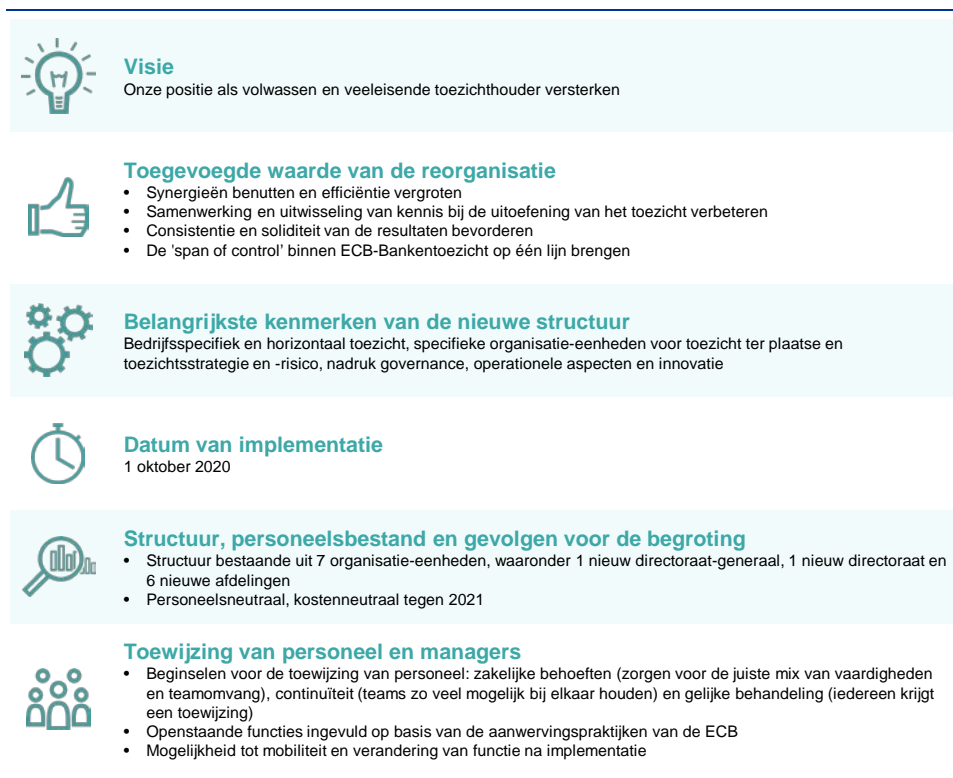 Visie
Onze positie als volwassen en veeleisende toezichthouder versterken
Toegevoegde waarde van de reorganisatie
• Synergieën benutten en efficiëntie vergroten
• Samenwerking en uitwisseling van kennis bij de uitoefening van het toezicht verbeteren
• Consistentie en soliditeit van de resultaten bevorderen
• De 'span of control' binnen ECB-Bankentoezicht op één lijn brengen
Belangrijkste kenmerken van de nieuwe structuur
Bedrijfsspecifiek en horizontaal toezicht, specifieke organisatie-eenheden voor toezicht ter plaatse en
toezichtsstrategie en -risico, nadruk governance, operationele aspecten en innovatie
Datum van implementatie
1 oktober 2020
Structuur, personeelsbestand en gevolgen voor de begroting
• Structuur bestaande uit 7 organisatie-eenheden, waaronder 1 nieuw directoraat-generaal, 1 nieuw directoraat en
6 nieuwe afdelingen
• Personeelsneutraal, kostenneutraal tegen 2021
Toewijzing van personeel en managers
• Beginselen voor de toewijzing van personeel: zakelijke behoeften (zorgen voor de juiste mix van vaardigheden
en teamomvang), continuïteit (teams zo veel mogelijk bij elkaar houden) en gelijke behandeling (iedereen krijgt
een toewijzing)
• Openstaande functies ingevuld op basis van de aanwervingspraktijken van de ECB
• Mogelijkheid tot mobiliteit en verandering van functie na implementatie